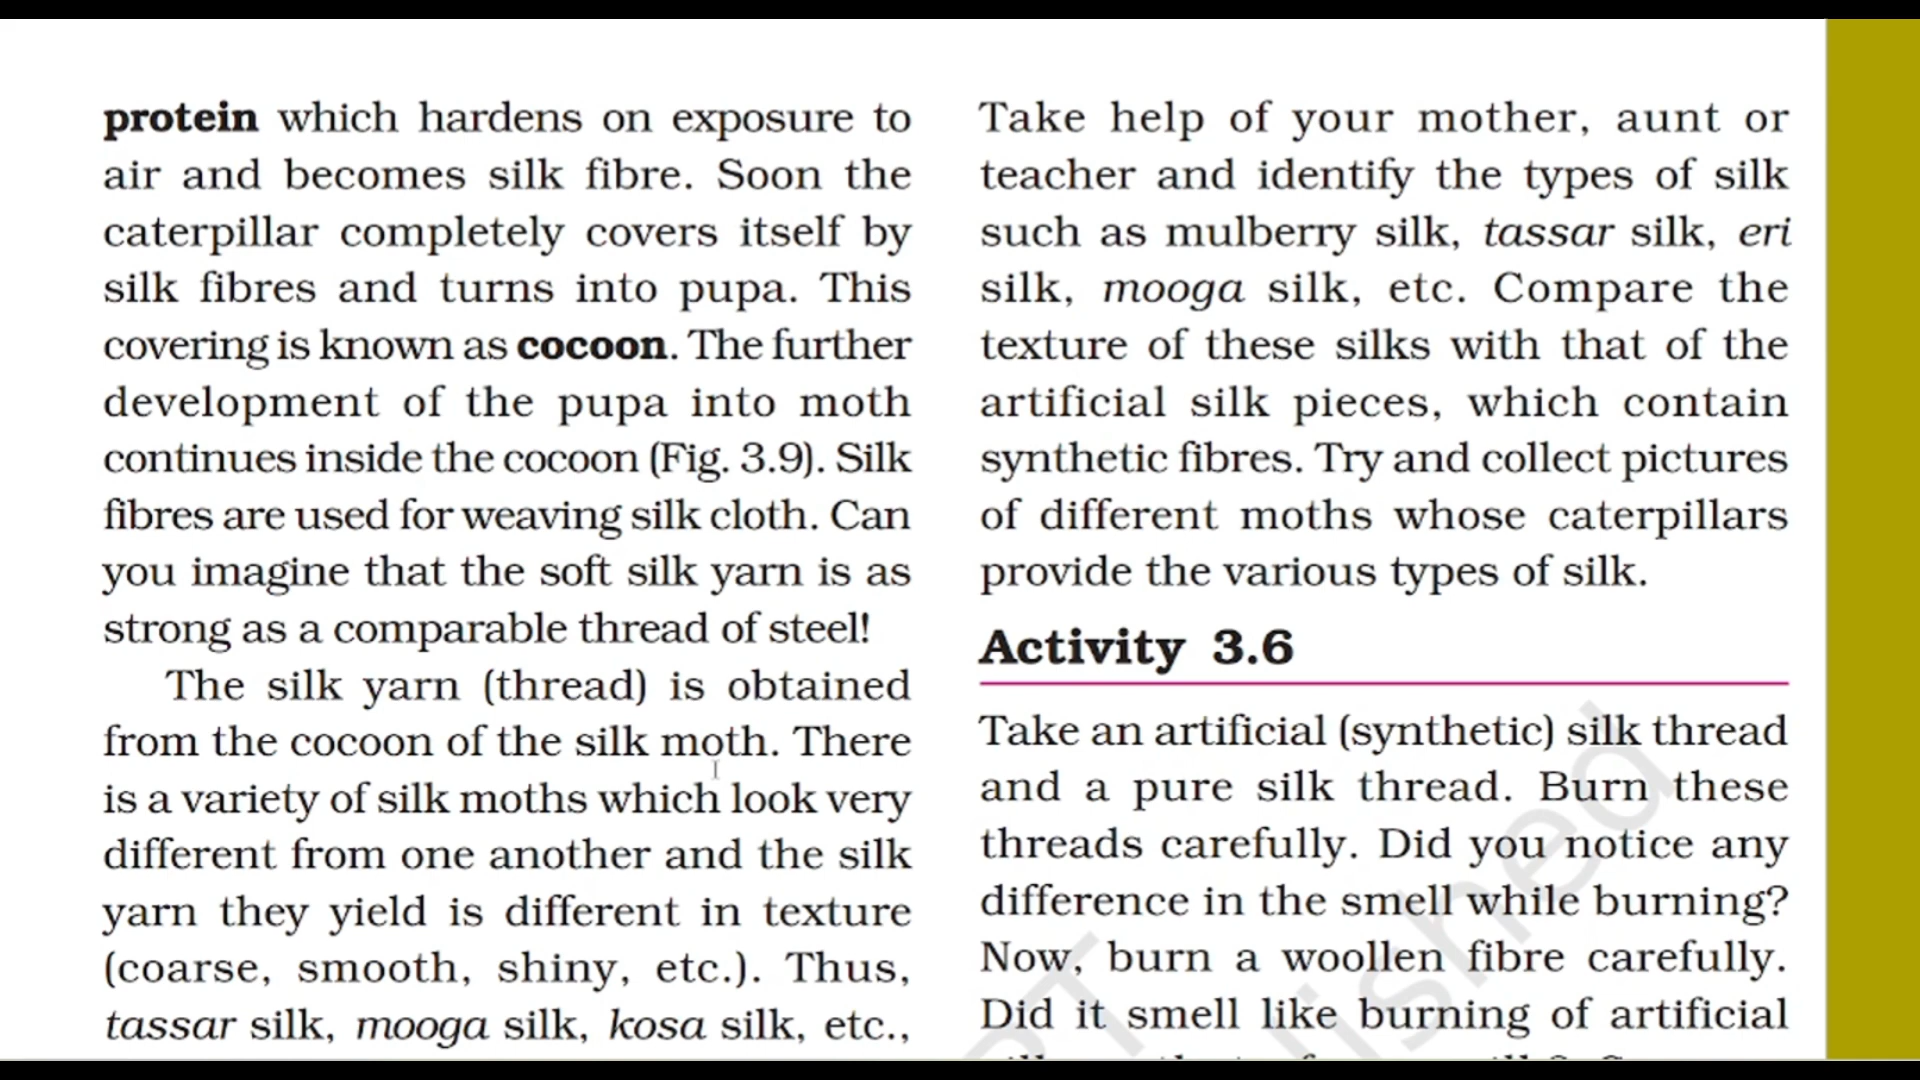 protein which hardens on exposure to
air and becomes silk fibre. Soon the
caterpillar completely covers itself by
silk fibres and turns into pupa. This
covering is known as cocoon. The further
development of the pupa into moth
continues inside the cocoon (Fig. 3.9). Silk
fibres are used for weaving silk cloth. Can
you imagine that the soft silk yarn is as
strong as a comparable thread of steel!
The silk yarn (thread) is obtained
from the cocoon of the silk moth. There
is a variety of silk moths which look very
different from one another and the silk
yarn they yield is different in texture
(coarse, smooth, shiny, etc.). Thus,
tassar silk, mooga silk, kosa silk, etc.,
Take help of your mother, aunt or
teacher and identify the types of silk
such as mulberry silk, tassar silk, eri
silk, mooga silk, etc. Compare the
texture of these silks with that of the
artificial silk pieces, which contain
synthetic fibres. Try and collect pictures
of different moths whose caterpillars
provide the various types of silk.
Activity 3.6
Take an artificial (synthetic) silk thread
and a pure silk thread. Burn these
threads carefully. Did you notice any
difference in the smell while burning?
Now, burn a woollen fibre carefully.
Did it smell like burning of artificial